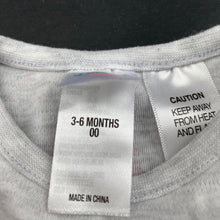 3-6 MONTHS
00
MADE IN CHINA
CAUTION
KEEP AWAY
FROM HEAT
AND